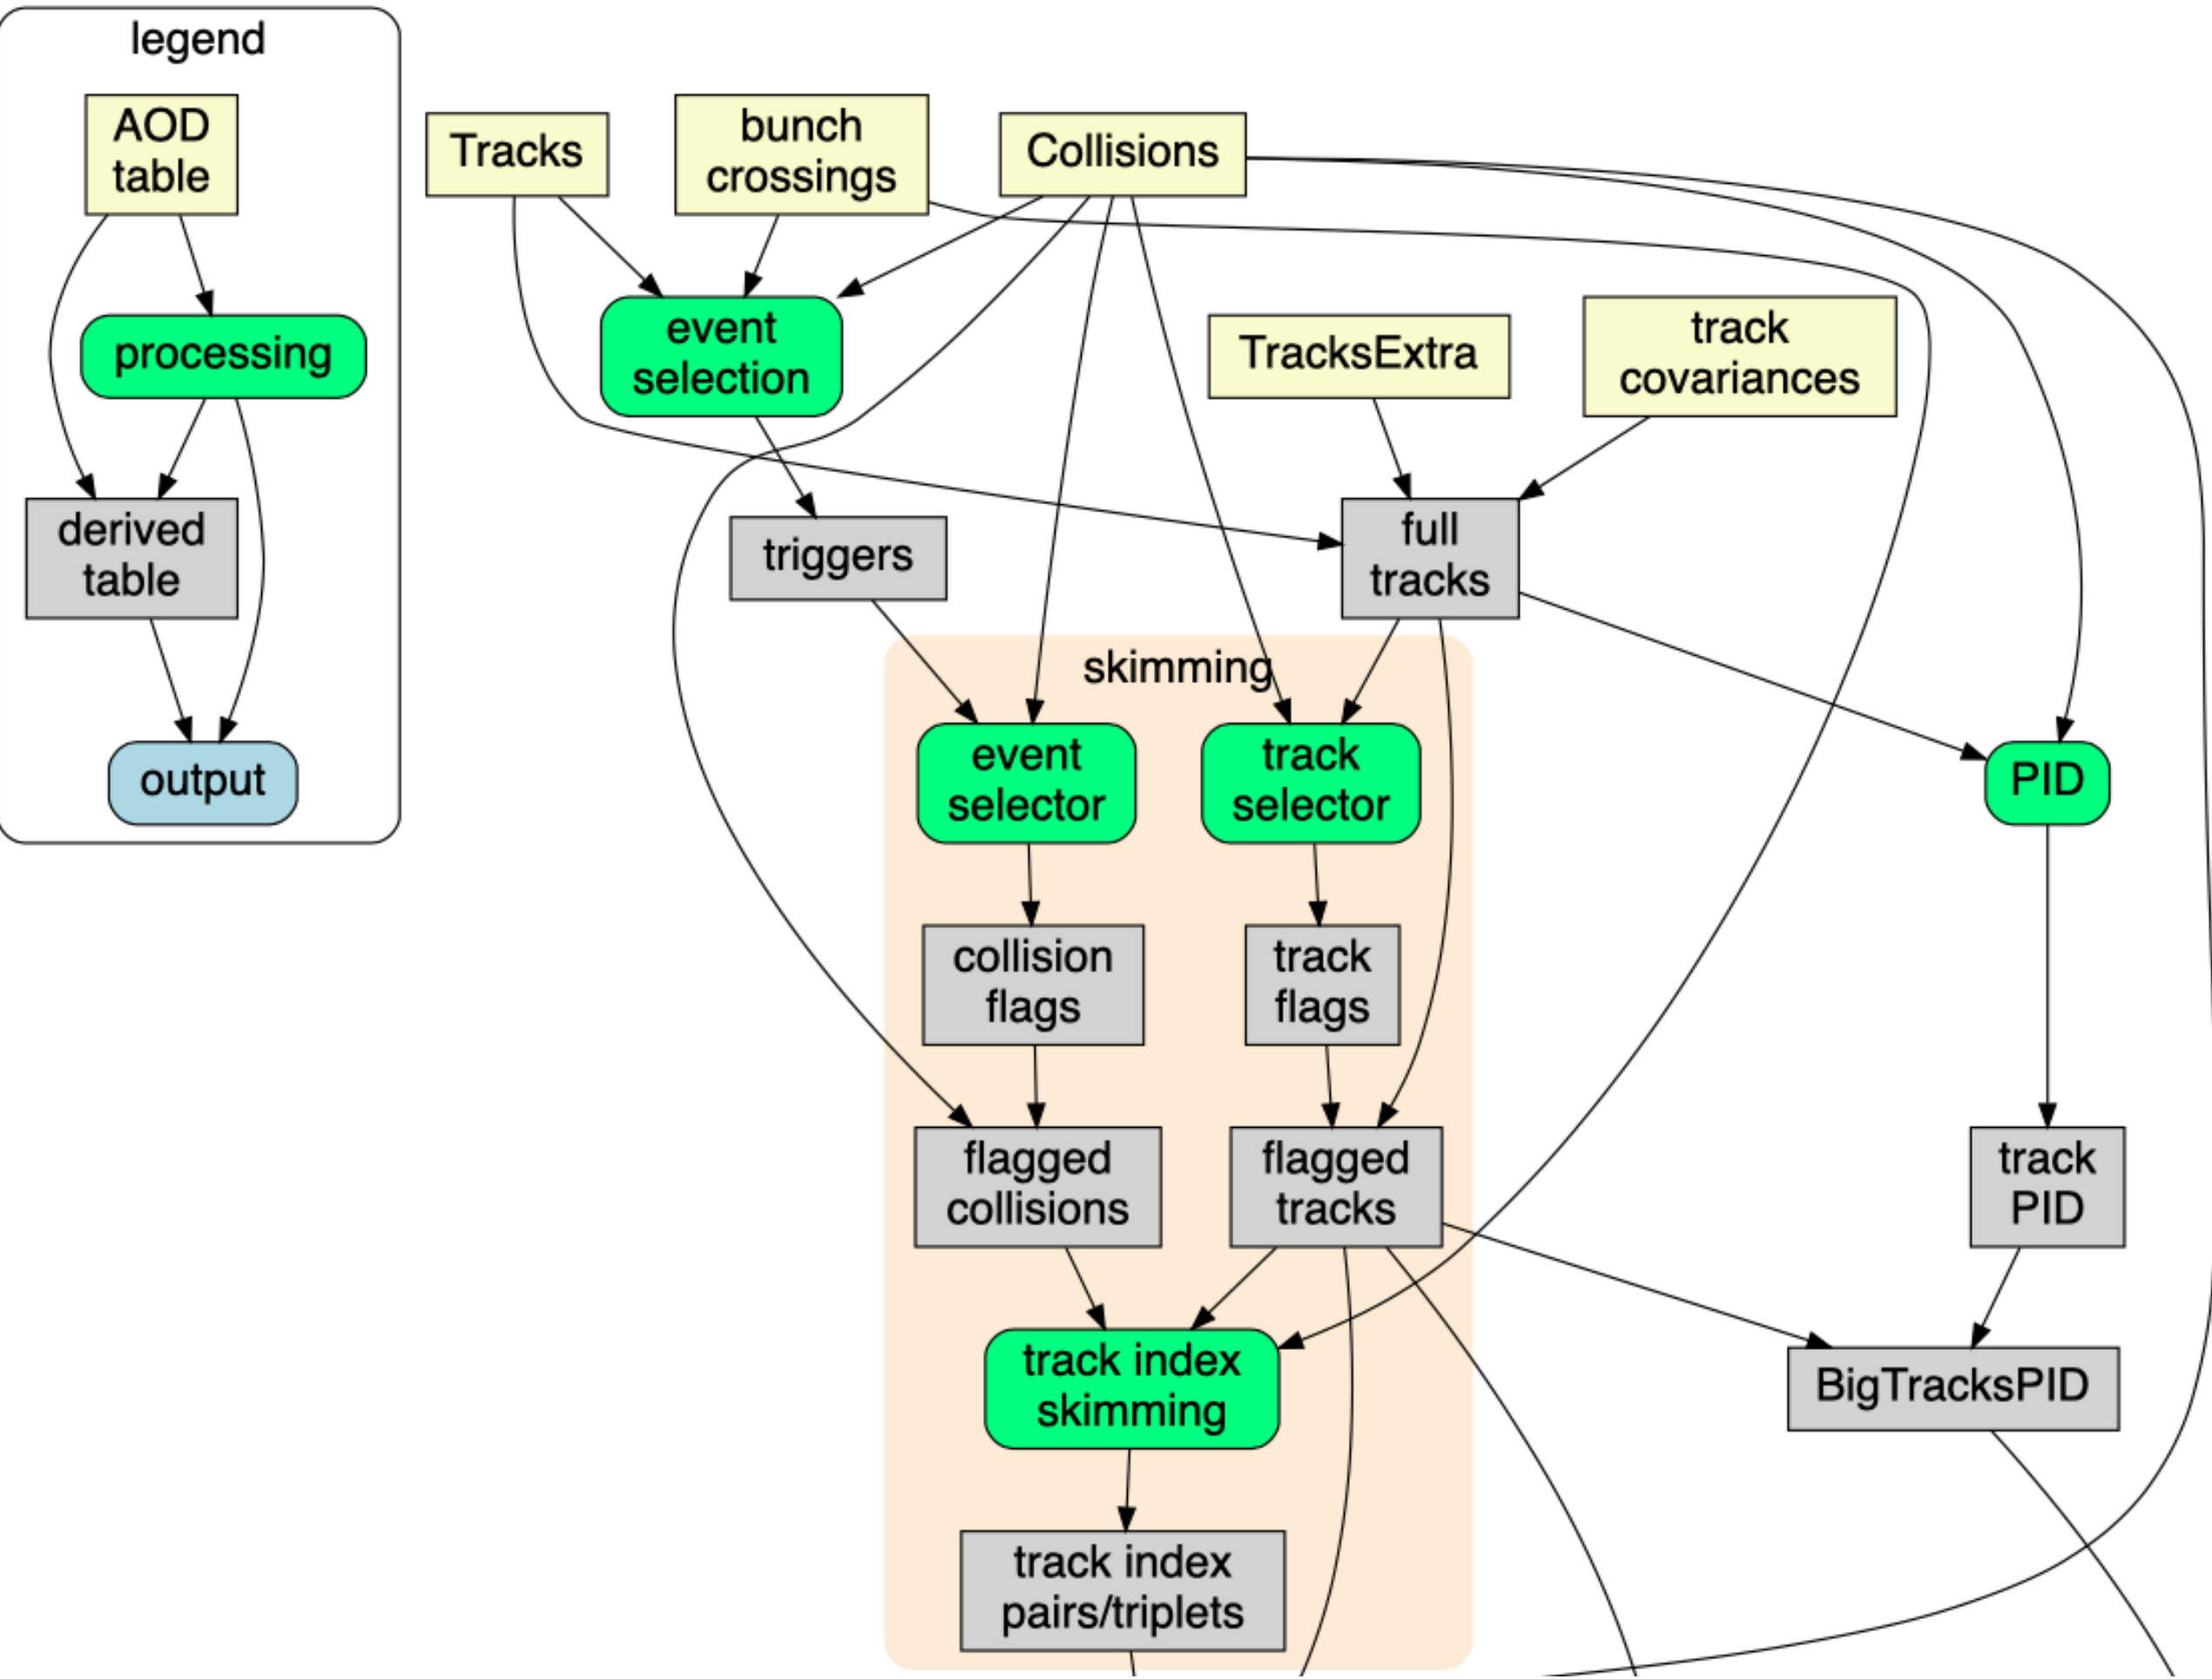 legend
AOD
table
processing
derived
table
output
Tracks
bunch
crossings
Collisions
event
selection
TracksExtra
track
covariances
triggers
full
tracks
skimming
event
selector
track
selector
PID
collision
flags
track
flags
flagged
collisions
flagged
tracks
track
PID
track index
skimming
BigTracksPID
track index
pairs/triplets